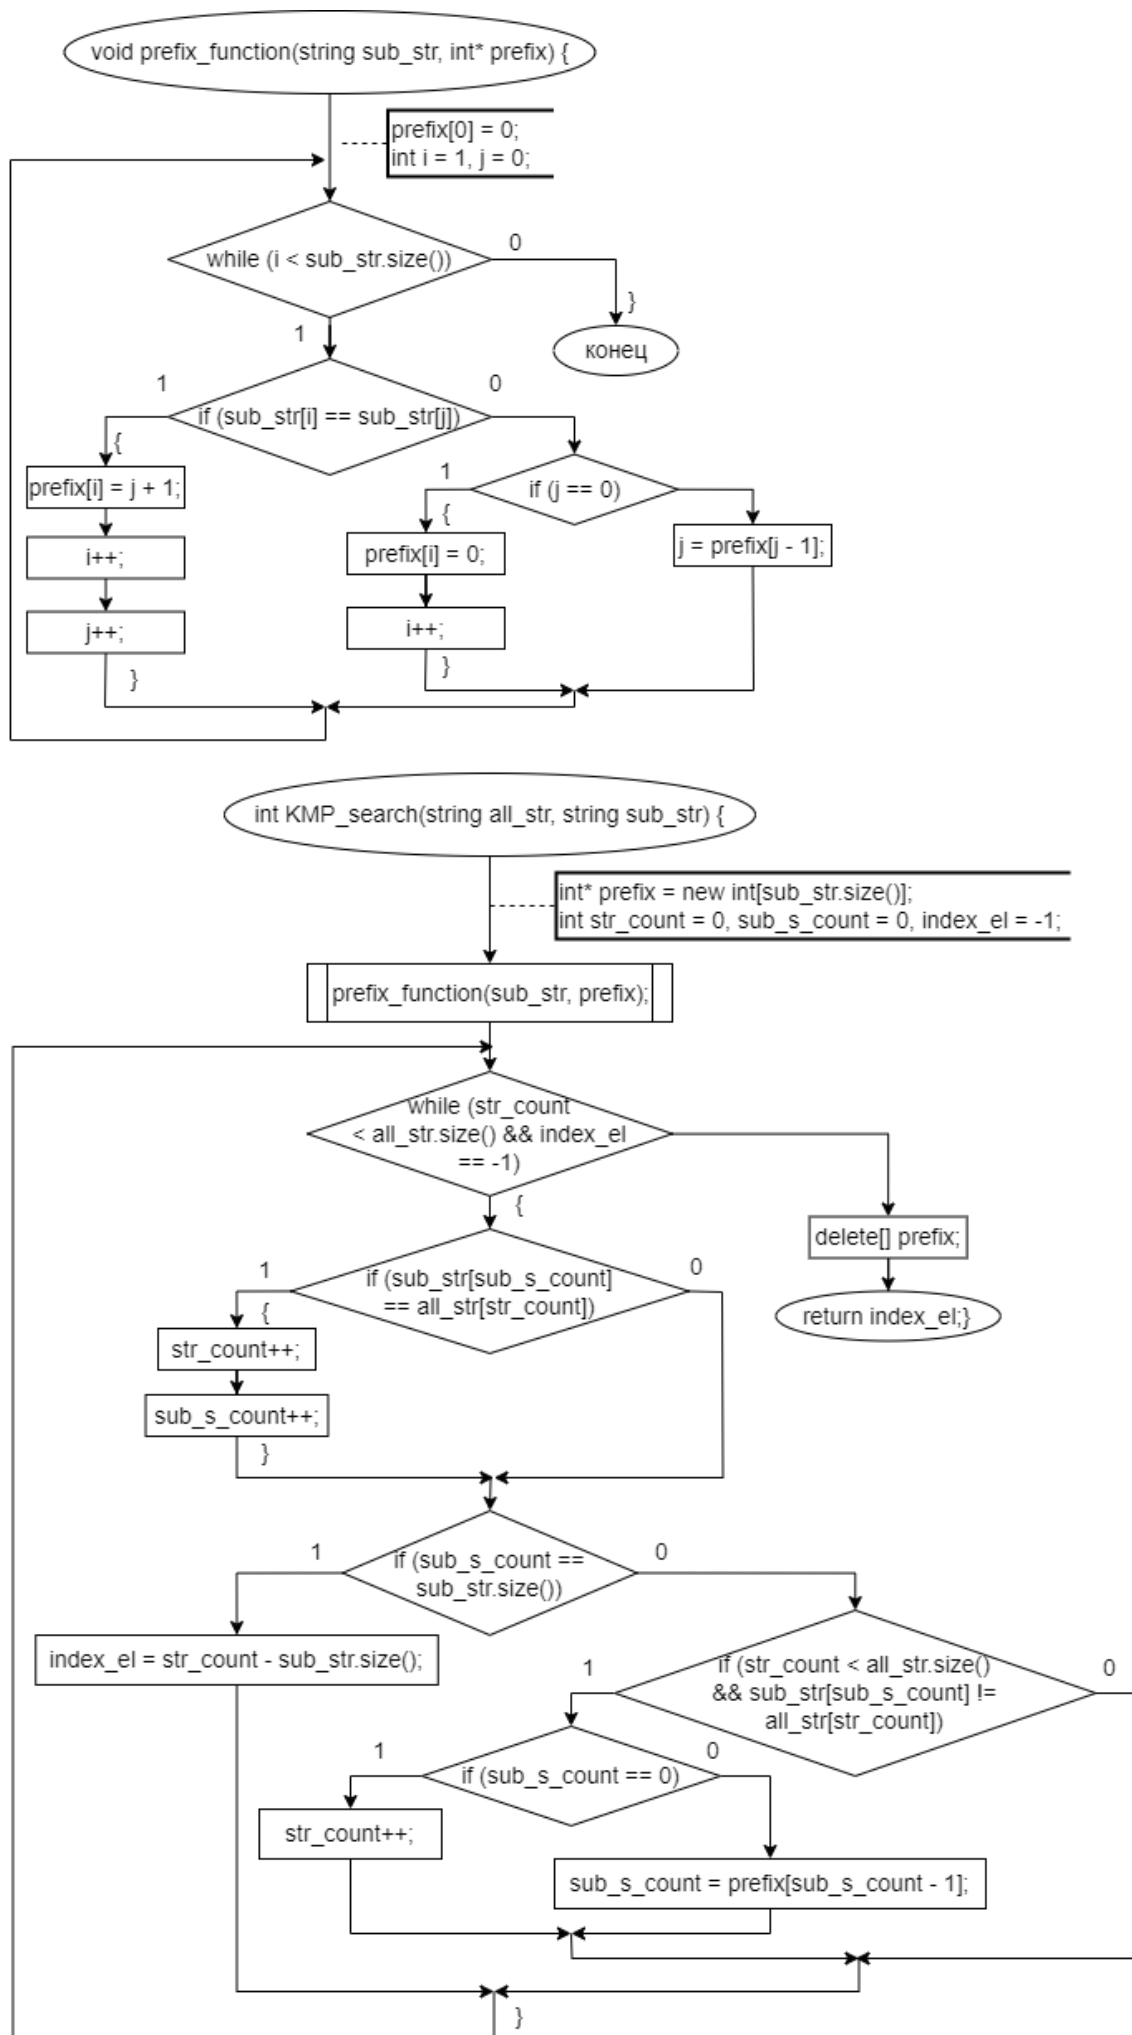 void prefix_function(string sub_str, int* prefix) {
prefix[0] = 0;
int i = 1, j = 0;
while (i < sub_str.size())
0
}
конец
1
1
0
if (sub_str[i] == sub_str[j])
{
prefix[i] = j + 1;
i++;
j++;
}
1
if (j == 0)
{
prefix[i] = 0;
i++;
}
j = prefix[j - 1];
int KMP_search(string all_str, string sub_str) {
int* prefix = new int[sub_str.size()];
int str_count = 0, sub_s_count = 0, index_el = -1;
prefix_function(sub_str, prefix);
while (str_count
< all_str.size() && index_el
== -1)
{
delete[] prefix;
return index_el;}
1
0
if (sub_str[sub_s_count]
== all_str[str_count])
{
str_count++;
sub_s_count++;
}
1
0
if (sub_s_count ==
sub_str.size())
index_el = str_count - sub_str.size();
1
0
if (str_count < all_str.size()
&& sub_str[sub_s_count] !=
all_str[str_count])
1
0
if (sub_s_count == 0)
str_count++;
sub_s_count = prefix[sub_s_count - 1];
}